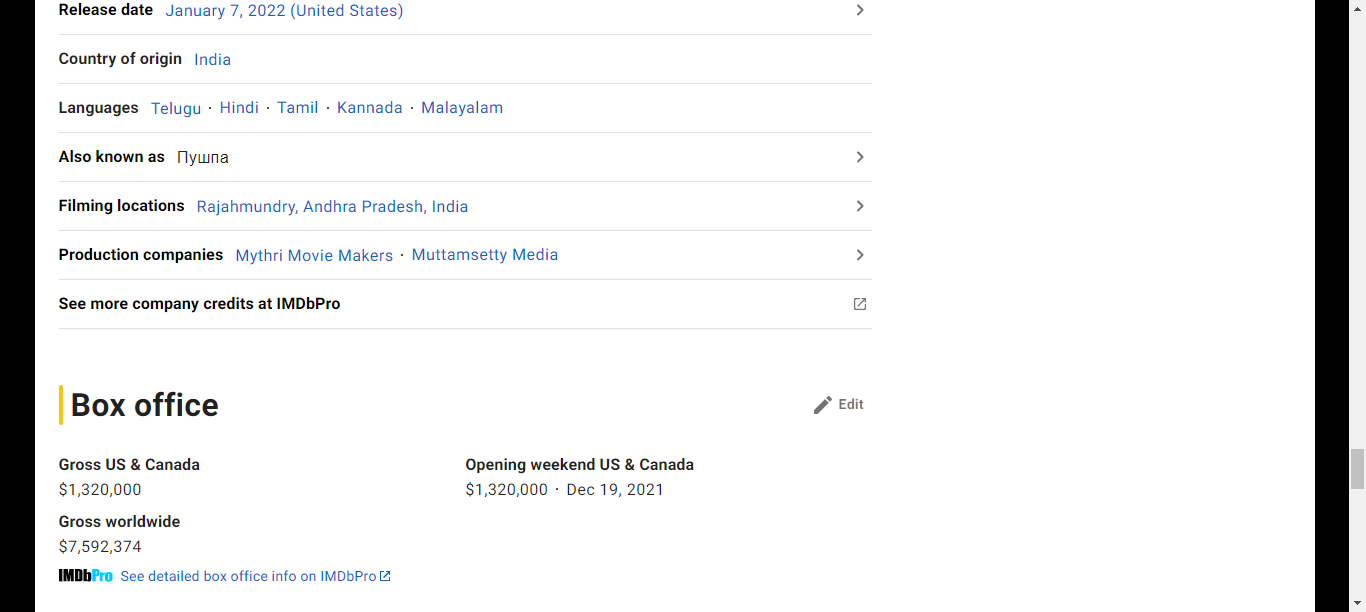 Release date January 7, 2022 (United States)
Country of origin India
Languages Telugu · Hindi · Tamil · Kannada · Malayalam
Also known as Пушпа
Filming locations Rajahmundry, Andhra Pradesh, India
Production companies Mythri Movie Makers · Muttamsetty Media
See more company credits at IMDbPro
Box office Edit
Gross US & Canada Opening weekend US & Canada
$1,320,000 $1,320,000 · Dec 19, 2021
Gross worldwide
$7,592,374
IMDbPro See detailed box office info on IMDbPro